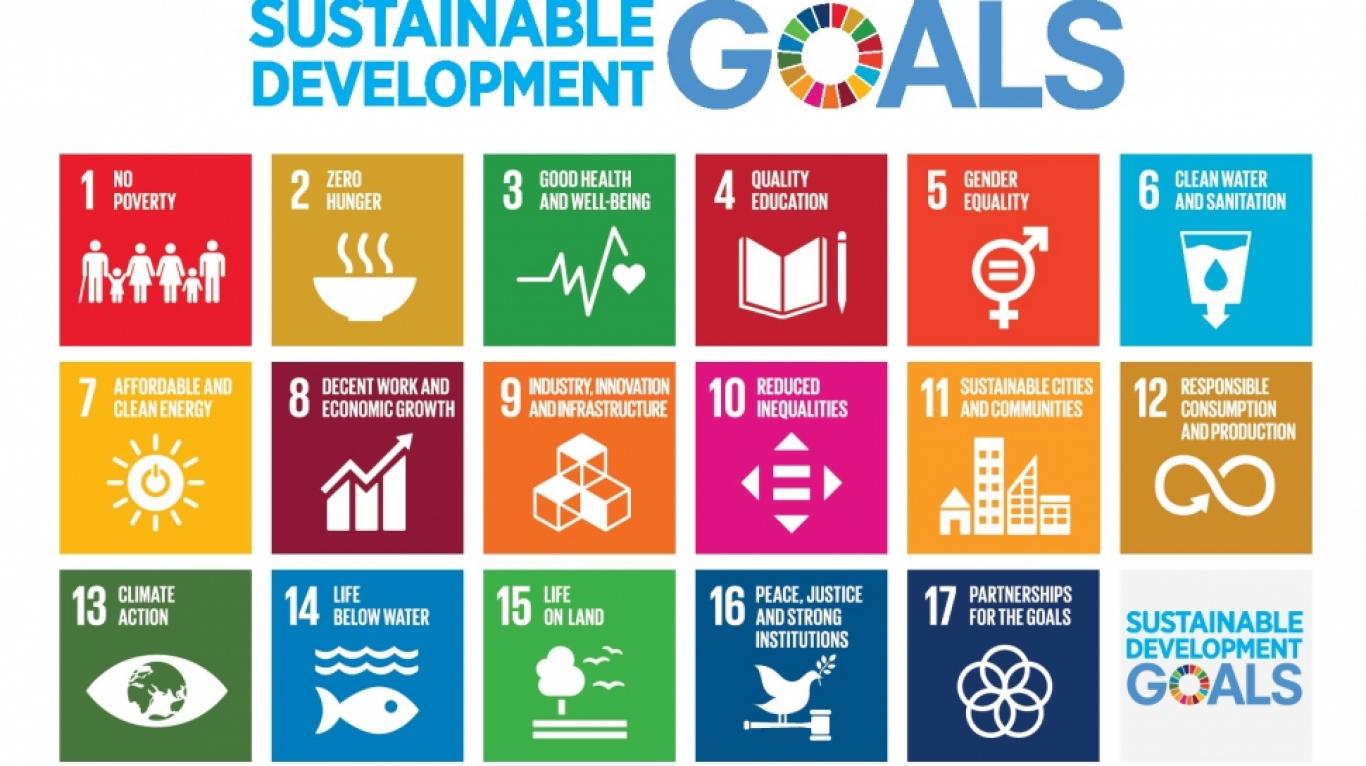 SUSTAINABLE
DEVELOPMENT
GOALS
1 NO
POVERTY
2 ZERO
HUNGER
3 GOOD HEALTH
AND WELL-BEING
4 QUALITY
EDUCATION
5 GENDER
EQUALITY
6 CLEAN WATER
AND SANITATION
7 AFFORDABLE AND
CLEAN ENERGY
8 DECENT WORK AND
ECONOMIC GROWTH
9 INDUSTRY, INNOVATION
AND INFRASTRUCTURE
10 REDUCED
INEQUALITIES
11 SUSTAINABLE CITIES
AND COMMUNITIES
12 RESPONSIBLE
CONSUMPTION
AND PRODUCTION
13 CLIMATE
ACTION
14 LIFE
BELOW WATER
15 LIFE
ON LAND
16 PEACE, JUSTICE
AND STRONG
INSTITUTIONS
17 PARTNERSHIPS
FOR THE GOALS
SUSTAINABLE
DEVELOPMENT
GOALS